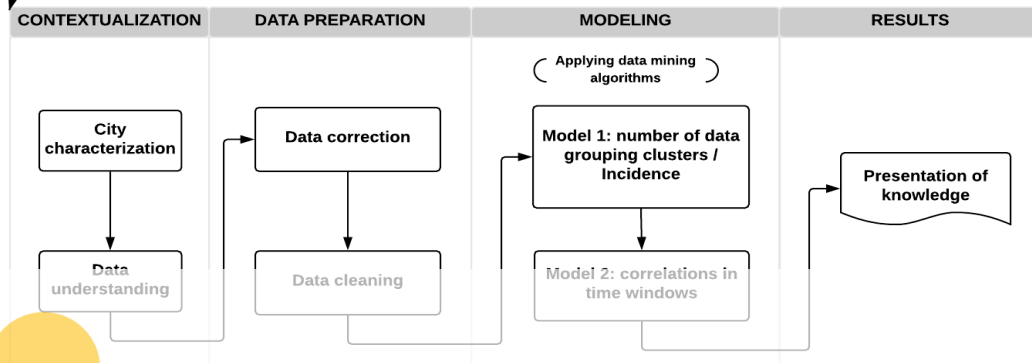 CONTEXTUALIZATION
DATA PREPARATION
MODELING
RESULTS
Applying data mining
algorithms
City
characterization
Data
understanding
Data correction
Data cleaning
Model 1: number of data
grouping clusters /
Incidence
Model 2: correlations in
time windows
Presentation of
knowledge